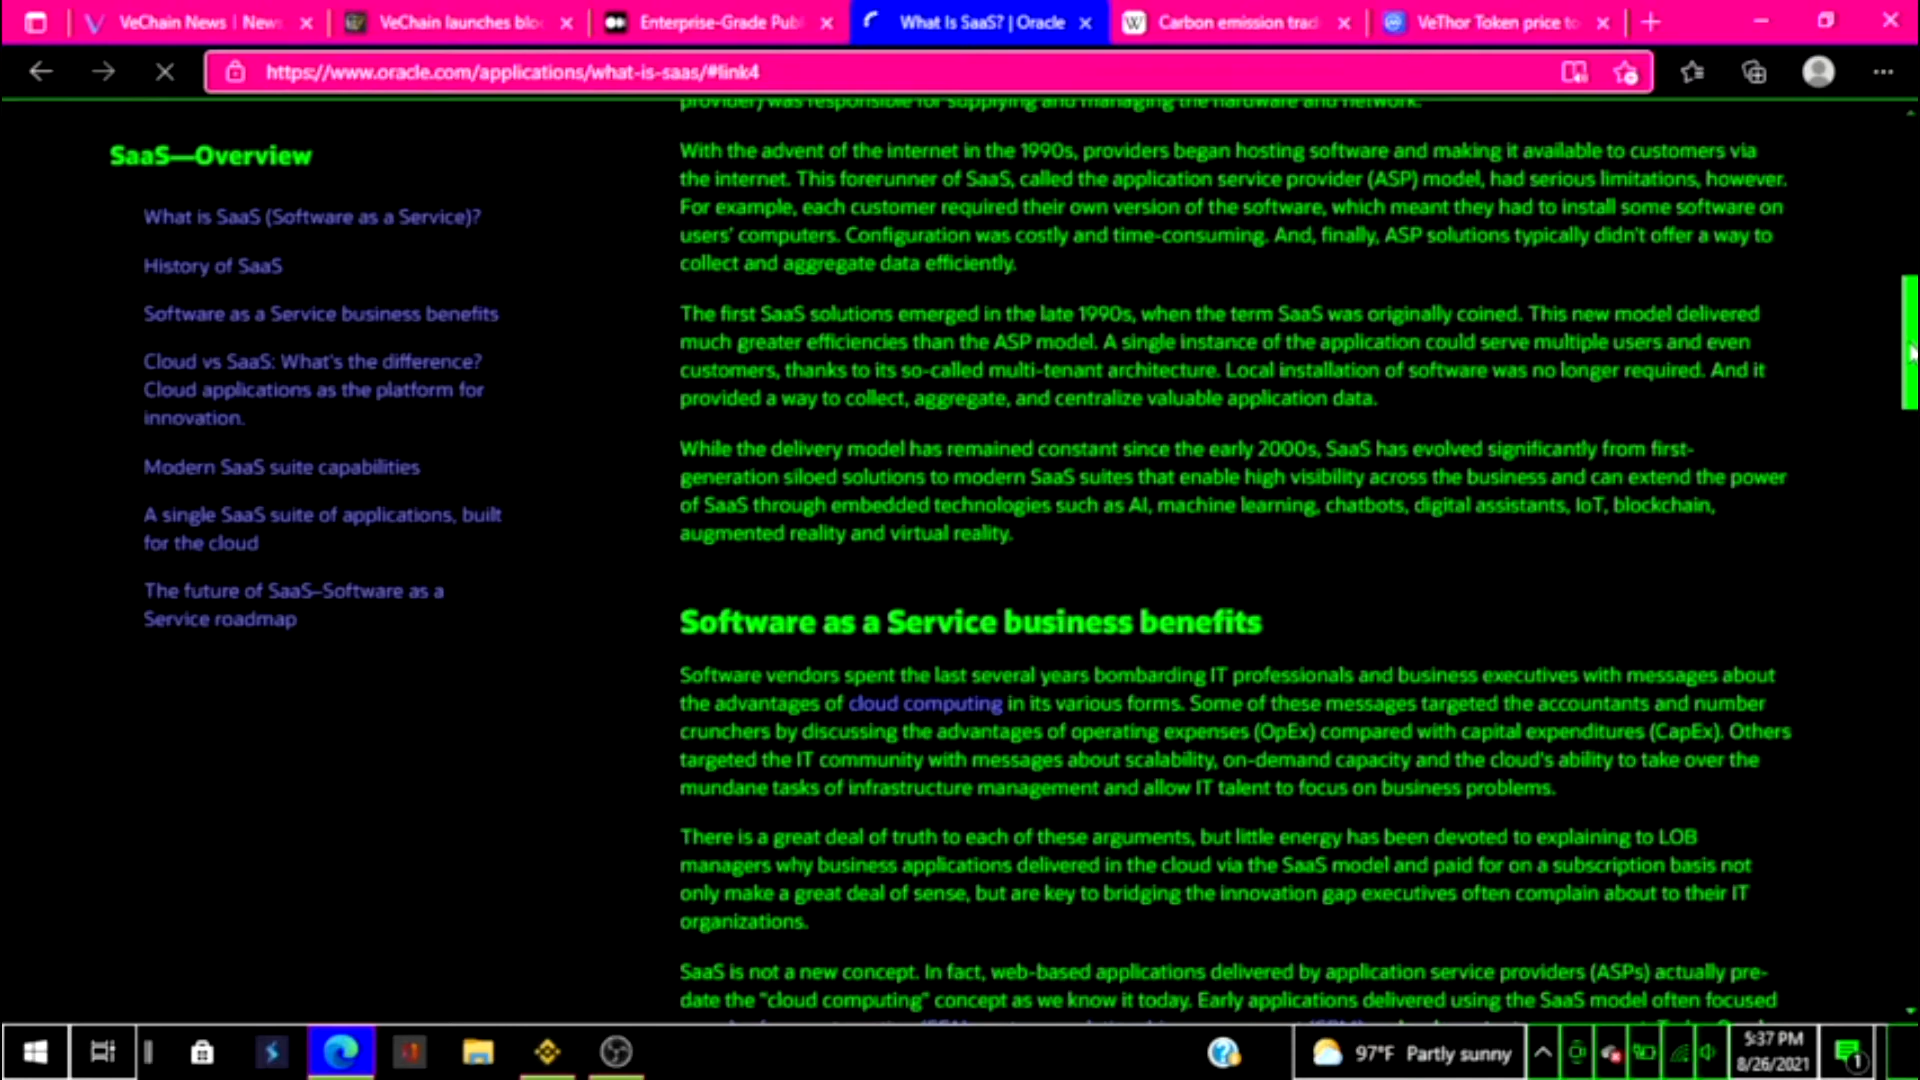 VeChain News | News
VeChain launches blo
Enterprise-Grade Pub
What Is SaaS? | Oracle
Carbon emission trad
VeThor Token price to
https://www.oracle.com/applications/what-is-saas/#link4
SaaS—Overview
What is SaaS (Software as a Service)?
History of SaaS
Software as a Service business benefits
Cloud vs SaaS: What's the difference?
Cloud applications as the platform for
innovation.
Modern SaaS suite capabilities
A single SaaS suite of applications, built
for the cloud
The future of SaaS—Software as a
Service roadmap
provider) was responsible for supplying and managing the hardware and network.
With the advent of the internet in the 1990s, providers began hosting software and making it available to customers via
the internet. This forerunner of SaaS, called the application service provider (ASP) model, had serious limitations, however.
For example, each customer required their own version of the software, which meant they had to install some software on
users' computers. Configuration was costly and time-consuming. And, finally, ASP solutions typically didn't offer a way to
collect and aggregate data efficiently.
The first SaaS solutions emerged in the late 1990s, when the term SaaS was originally coined. This new model delivered
much greater efficiencies than the ASP model. A single instance of the application could serve multiple users and even
customers, thanks to its so-called multi-tenant architecture. Local installation of software was no longer required. And it
provided a way to collect, aggregate, and centralize valuable application data.
While the delivery model has remained constant since the early 2000s, SaaS has evolved significantly from first-
generation siloed solutions to modern SaaS suites that enable high visibility across the business and can extend the power
of SaaS through embedded technologies such as AI, machine learning, chatbots, digital assistants, IoT, blockchain,
augmented reality and virtual reality.
Software as a Service business benefits
Software vendors spent the last several years bombarding IT professionals and business executives with messages about
the advantages of cloud computing in its various forms. Some of these messages targeted the accountants and number
crunchers by discussing the advantages of operating expenses (OpEx) compared with capital expenditures (CapEx). Others
targeted the IT community with messages about scalability, on-demand capacity and the cloud's ability to take over the
mundane tasks of infrastructure management and allow IT talent to focus on business problems.
There is a great deal of truth to each of these arguments, but little energy has been devoted to explaining to LOB
managers why business applications delivered in the cloud via the SaaS model and paid for on a subscription basis not
only make a great deal of sense, but are key to bridging the innovation gap executives often complain about to their IT
organizations.
SaaS is not a new concept. In fact, web-based applications delivered by application service providers (ASPs) actually pre-
date the "cloud computing" concept as we know it today. Early applications delivered using the SaaS model often focused
97°F Partly sunny
5:37 PM
8/26/2021
1